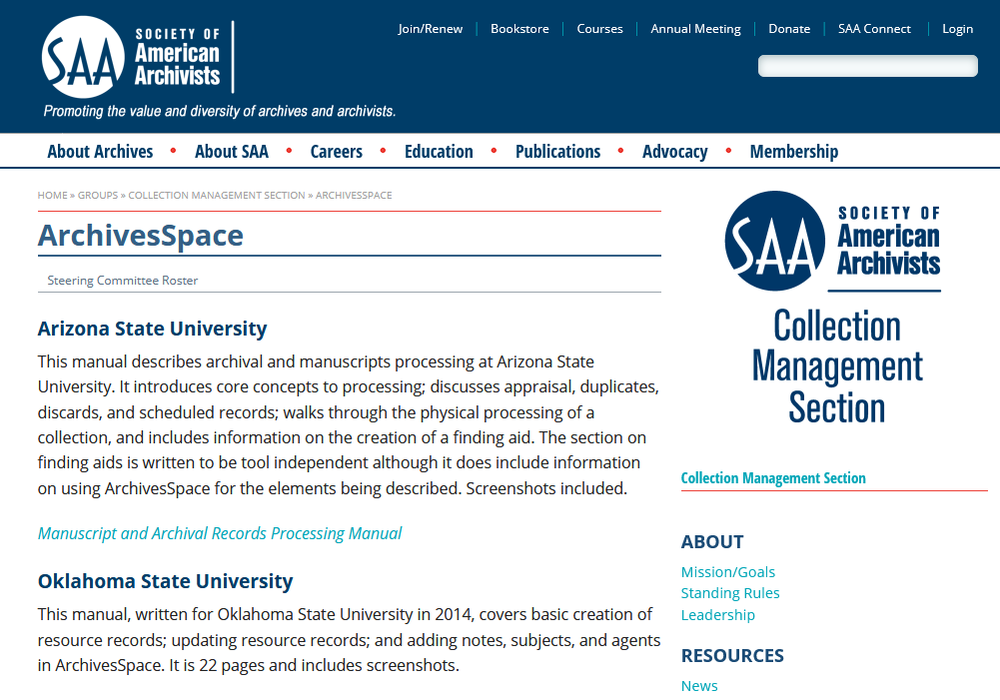 SAA
SOCIETY OF
American
Archivists
Promoting the value and diversity of archives and archivists.
Join/Renew | Bookstore | Courses | Annual Meeting | Donate | SAA Connect | Login
About Archives • About SAA • Careers • Education • Publications • Advocacy • Membership
HOME » GROUPS » COLLECTION MANAGEMENT SECTION » ARCHIVESSPACE
ArchivesSpace
Steering Committee Roster
Arizona State University
This manual describes archival and manuscripts processing at Arizona State
University. It introduces core concepts to processing; discusses appraisal, duplicates,
discards, and scheduled records; walks through the physical processing of a
collection, and includes information on the creation of a finding aid. The section on
finding aids is written to be tool independent although it does include information
on using ArchivesSpace for the elements being described. Screenshots included.
Manuscript and Archival Records Processing Manual
Oklahoma State University
This manual, written for Oklahoma State University in 2014, covers basic creation of
resource records; updating resource records; and adding notes, subjects, and agents
in ArchivesSpace. It is 22 pages and includes screenshots.
SAA
SOCIETY OF
American
Archivists
Collection
Management
Section
Collection Management Section
ABOUT
Mission/Goals
Standing Rules
Leadership
RESOURCES
News